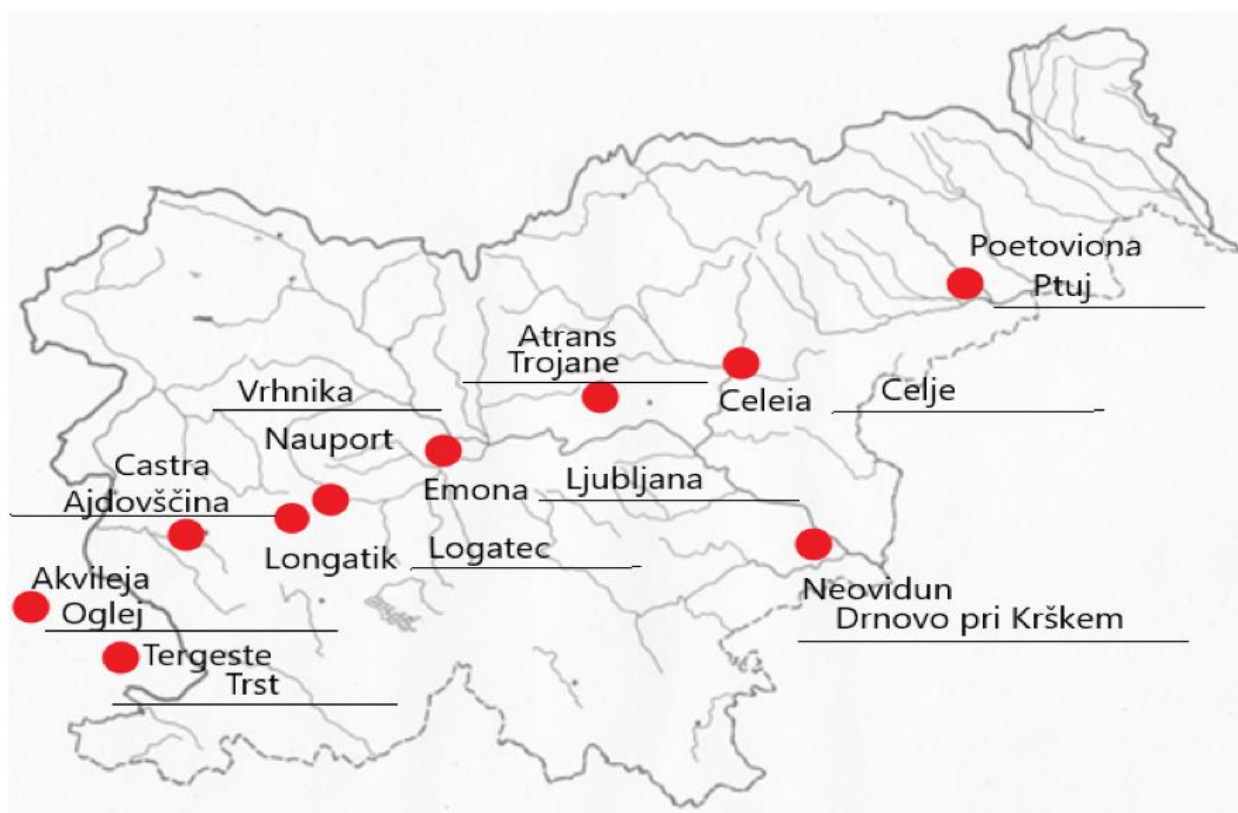 Poetoviona
Ptuj
Atrans
Trojane
Celeia
Celje
Vrhnika
Nauport
Emona
Ljubljana
Castra
Ajdovščina
Longatik
Logatec
Neovidun
Drnovo pri Krškem
Akvileja
Oglej
Tergeste
Trst